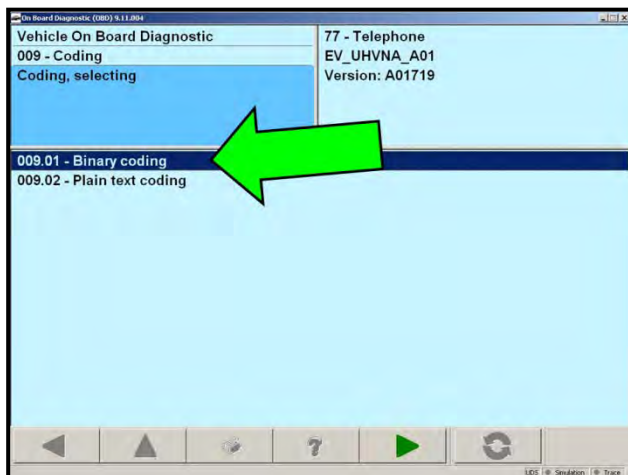 On Board Diagnostic (OBD) 9.11.004
Vehicle On Board Diagnostic
009 - Coding
Coding, selecting
77 - Telephone
EV_UHVNA_A01
Version: A01719
009.01 - Binary coding
009.02 - Plain text coding
?
UDS Simulation Trace